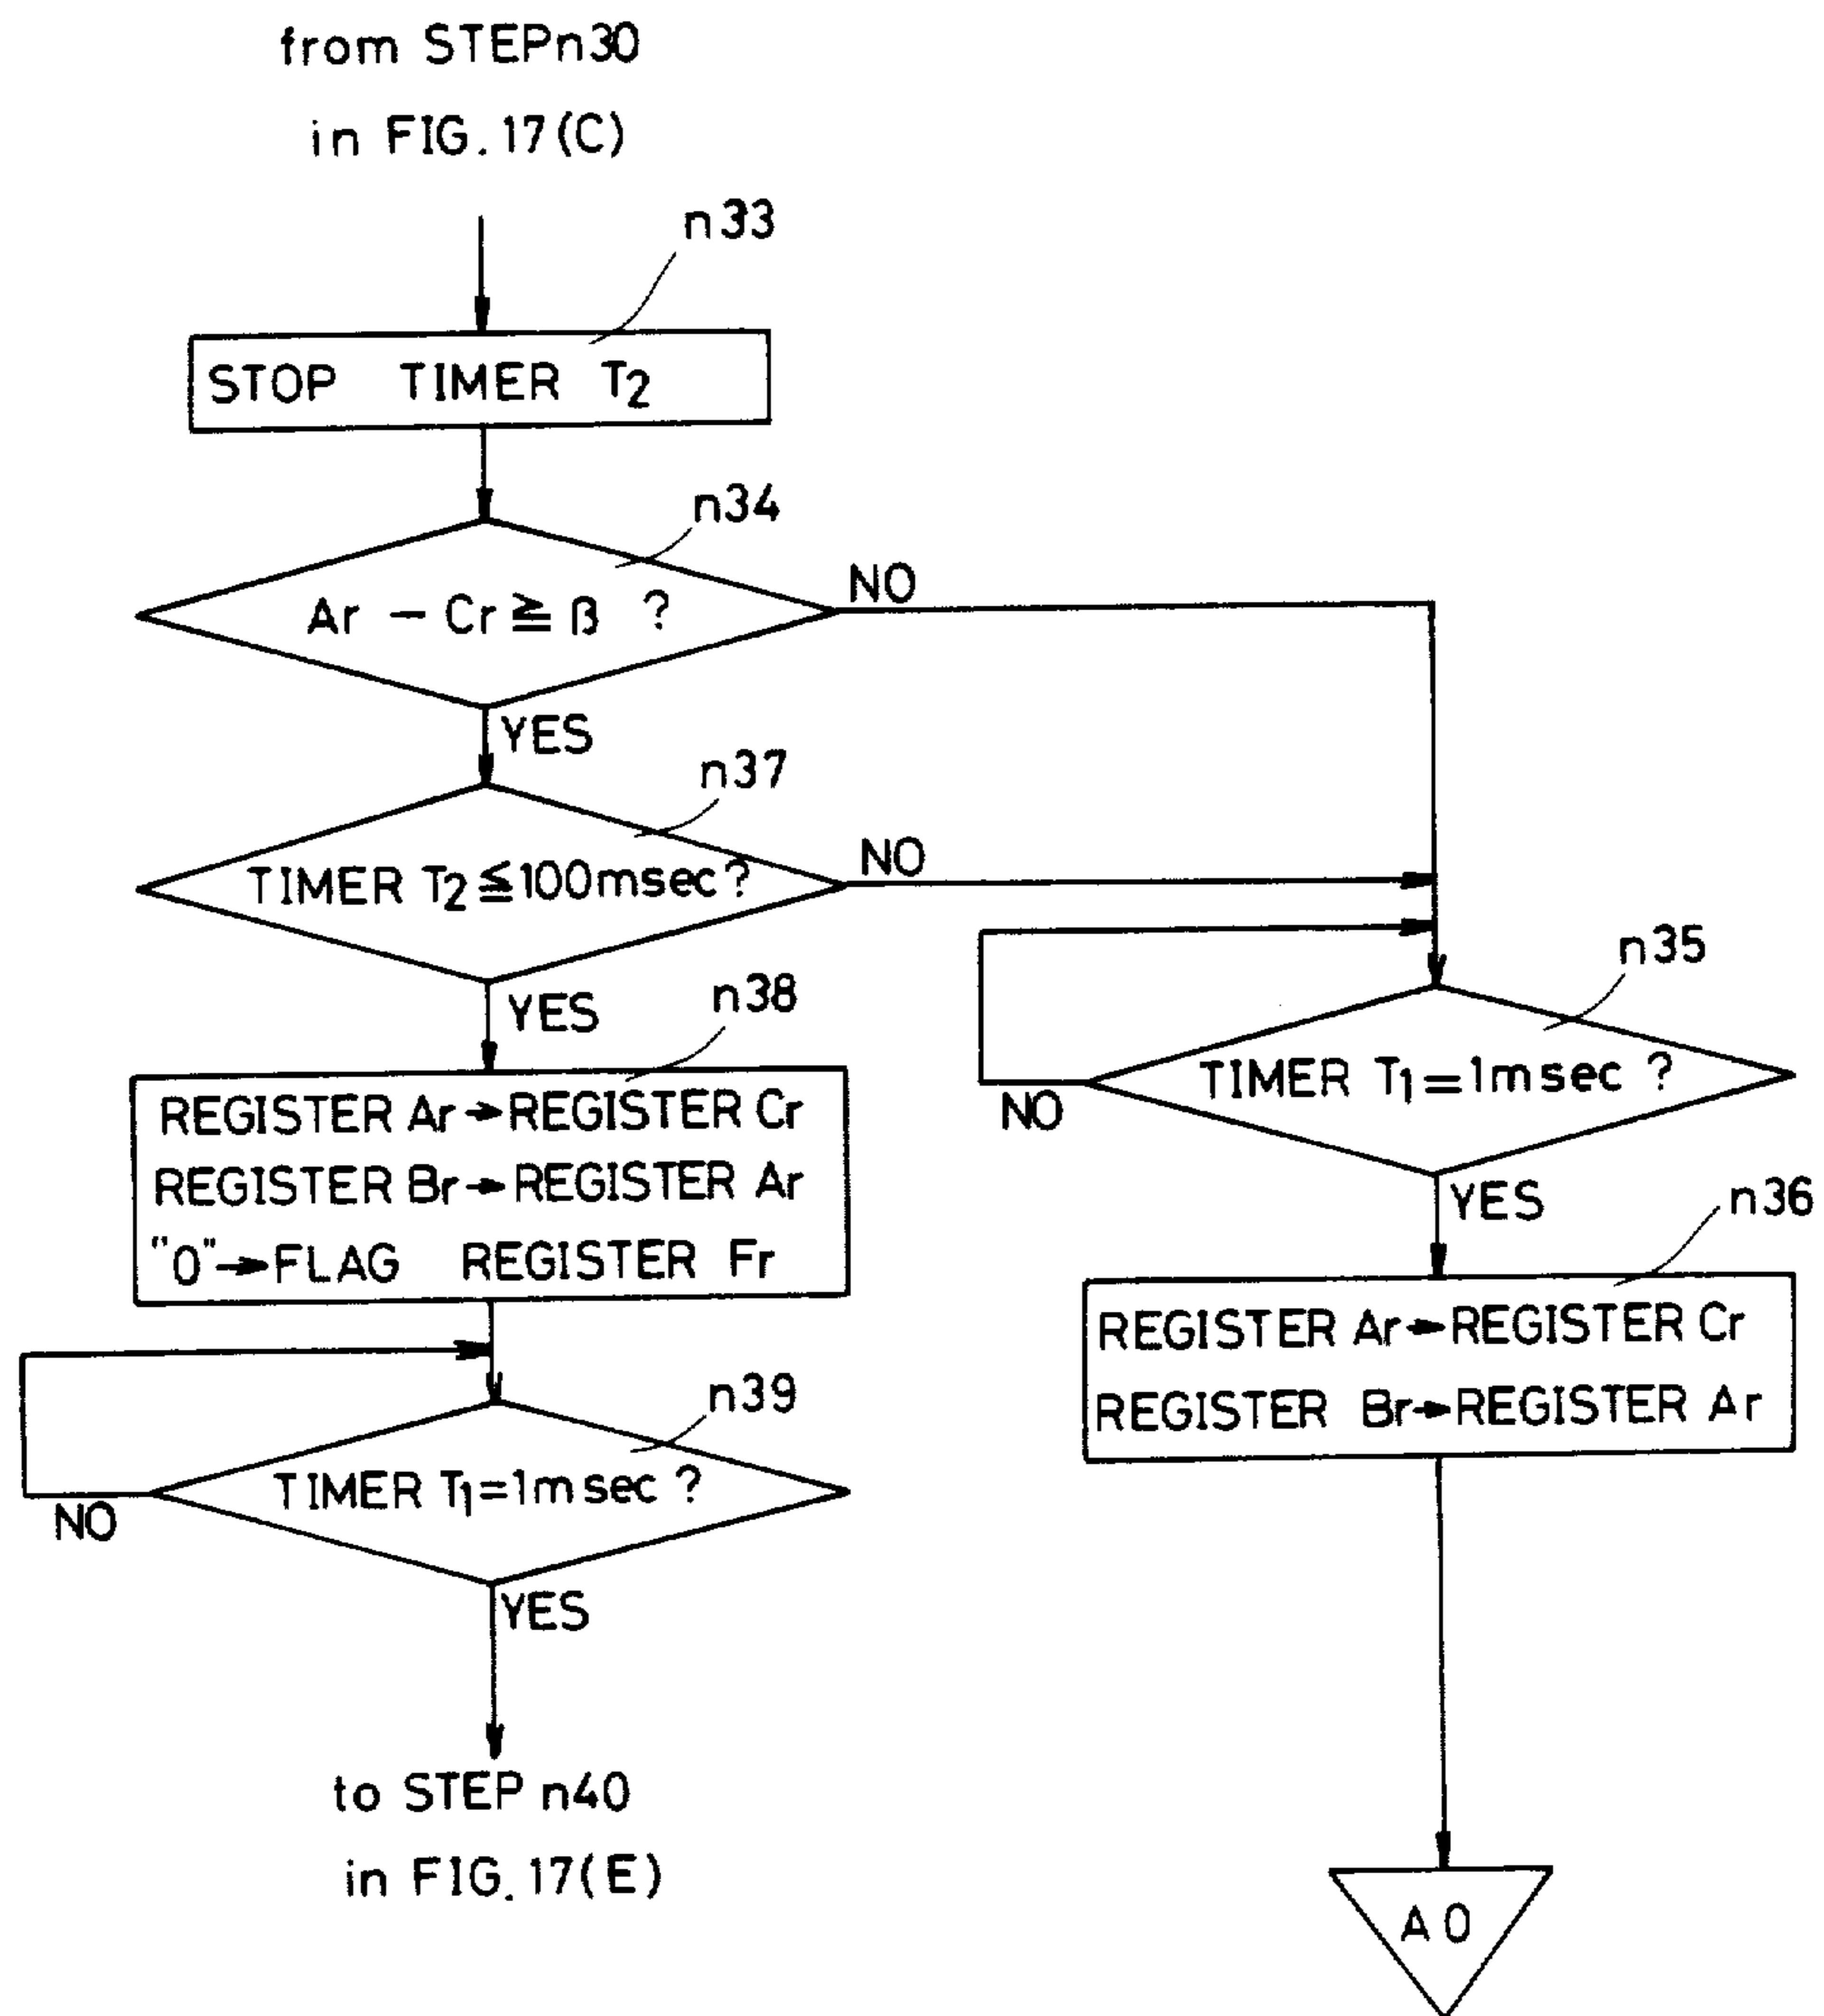 from STEPn30
in FIG. 17(C)
n33
STOP TIMER T2
n34
Ar - Cr ≧ β ?
NO
YES
n37
TIMER T2 ≦ 100msec?
NO
YES
n38
REGISTER Ar → REGISTER Cr
REGISTER Br → REGISTER Ar
"0" → FLAG REGISTER Fr
n39
TIMER T1 = 1msec ?
NO
YES
to STEP n40
in FIG. 17(E)
n35
TIMER T1 = 1msec ?
NO
YES
n36
REGISTER Ar → REGISTER Cr
REGISTER Br → REGISTER Ar
A0